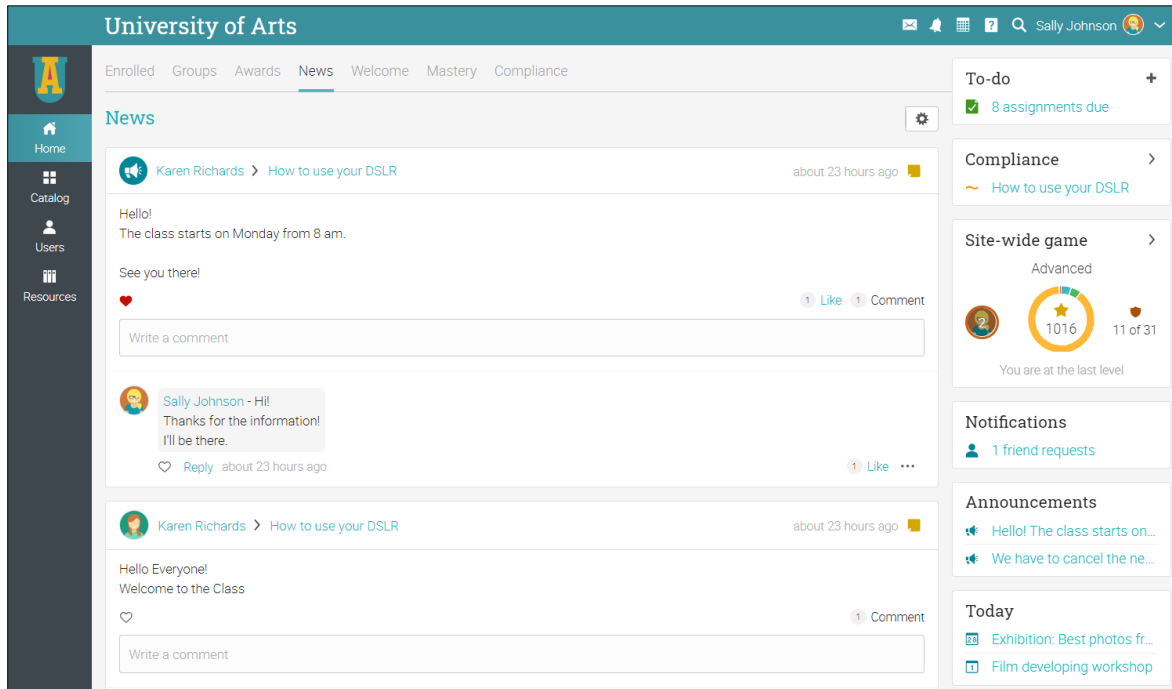 University of Arts
? Sally Johnson
A
Home
Catalog
Users
Resources
Enrolled Groups Awards News Welcome Mastery Compliance
News
Karen Richards > How to use your DSLR about 23 hours ago
Hello!
The class starts on Monday from 8 am.
See you there!
1 Like 1 Comment
Write a comment
Sally Johnson - Hi!
Thanks for the information!
I'll be there.
Reply about 23 hours ago 1 Like ...
Karen Richards > How to use your DSLR about 23 hours ago
Hello Everyone!
Welcome to the Class
1 Comment
Write a comment
To-do +
8 assignments due
Compliance >
How to use your DSLR
Site-wide game >
Advanced
2 1016 11 of 31
You are at the last level
Notifications
1 friend requests
Announcements
Hello! The class starts on...
We have to cancel the ne...
Today
28 Exhibition: Best photos fr...
1 Film developing workshop